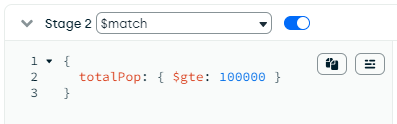 Stage 2 $match
1 {
2 totalPop: { $gte: 100000 }
3 }